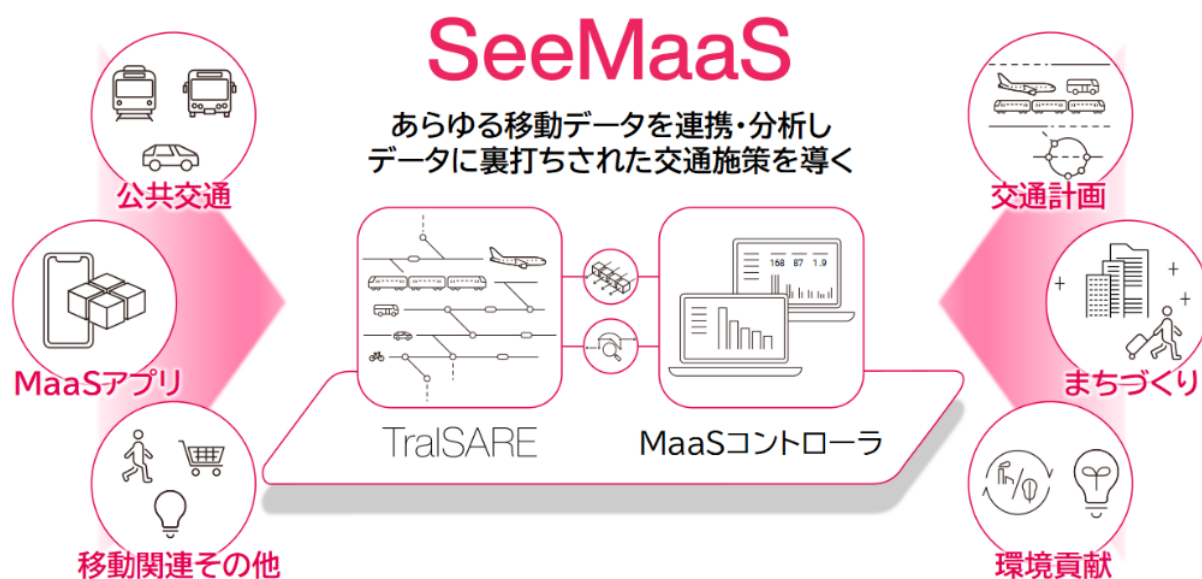 SeeMaaS
あらゆる移動データを連携・分析し
データに裏打ちされた交通施策を導く
公共交通
MaaSアプリ
移動関連その他
168 87 1.9
TraISARE
MaaSコントローラ
交通計画
まちづくり
環境貢献